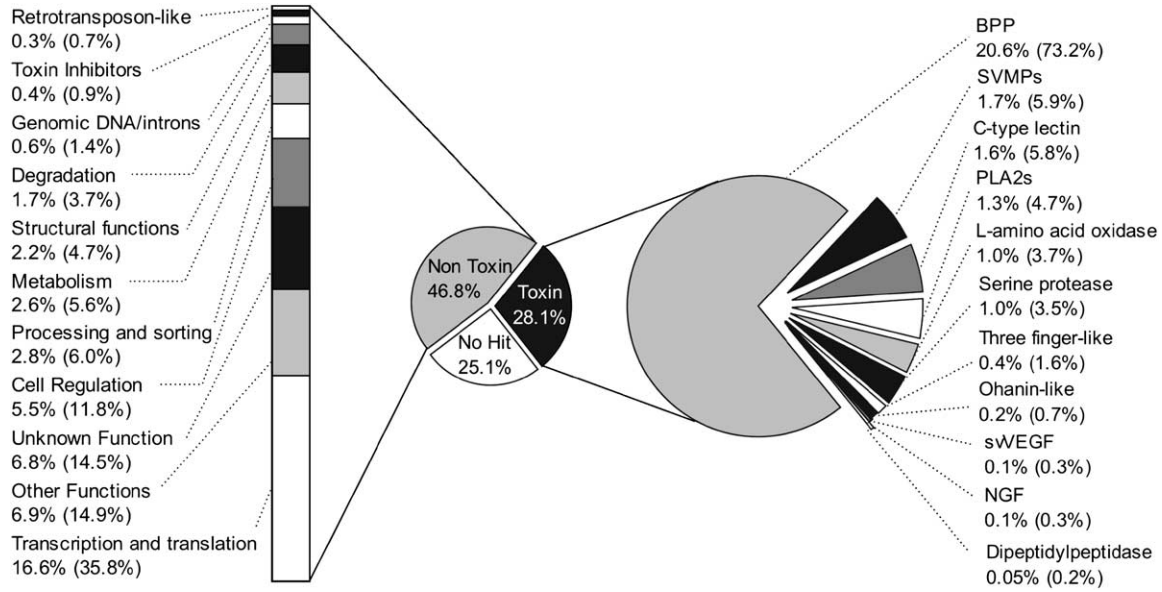 Retrotransposon-like
0.3% (0.7%)
Toxin Inhibitors
0.4% (0.9%)
Genomic DNA/introns
0.6% (1.4%)
Degradation
1.7% (3.7%)
Structural functions
2.2% (4.7%)
Metabolism
2.6% (5.6%)
Processing and sorting
2.8% (6.0%)
Cell Regulation
5.5% (11.8%)
Unknown Function
6.8% (14.5%)
Other Functions
6.9% (14.9%)
Transcription and translation
16.6% (35.8%)
Non Toxin
46.8%
Toxin
28.1%
No Hit
25.1%
BPP
20.6% (73.2%)
SVMPs
1.7% (5.9%)
C-type lectin
1.6% (5.8%)
PLA2s
1.3% (4.7%)
L-amino acid oxidase
1.0% (3.7%)
Serine protease
1.0% (3.5%)
Three finger-like
0.4% (1.6%)
Ohanin-like
0.2% (0.7%)
svVEGF
0.1% (0.3%)
NGF
0.1% (0.3%)
Dipeptidylpeptidase
0.05% (0.2%)